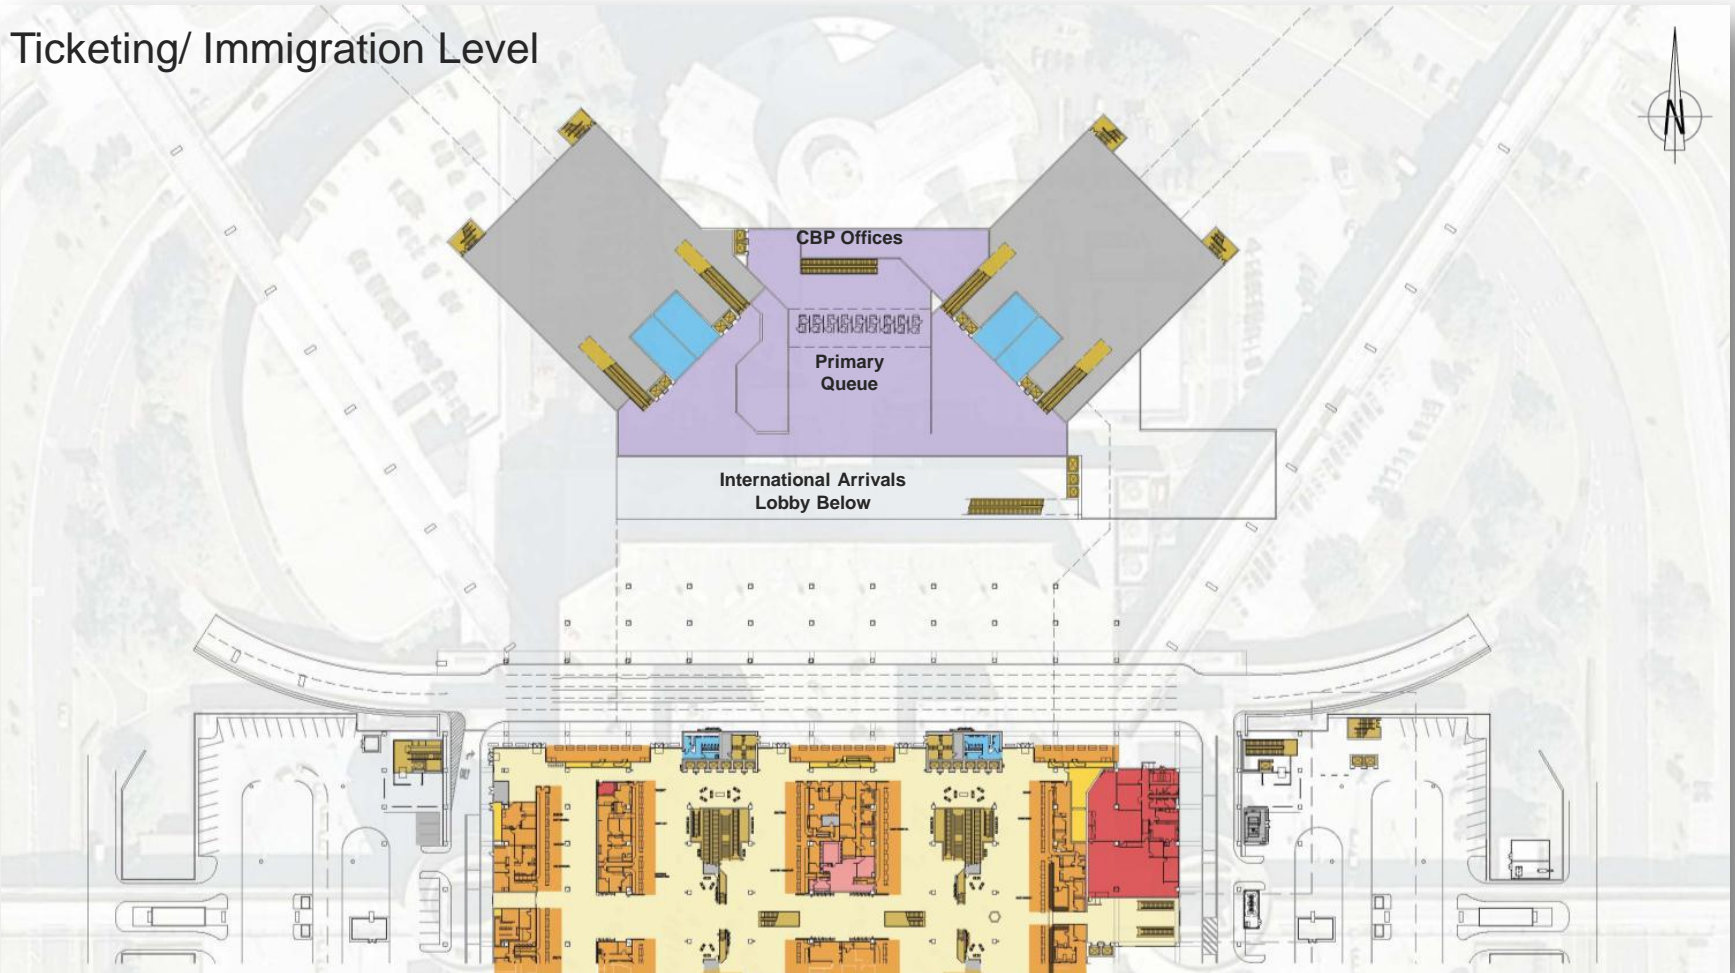 Ticketing/ Immigration Level
N
CBP Offices
Primary
Queue
International Arrivals
Lobby Below